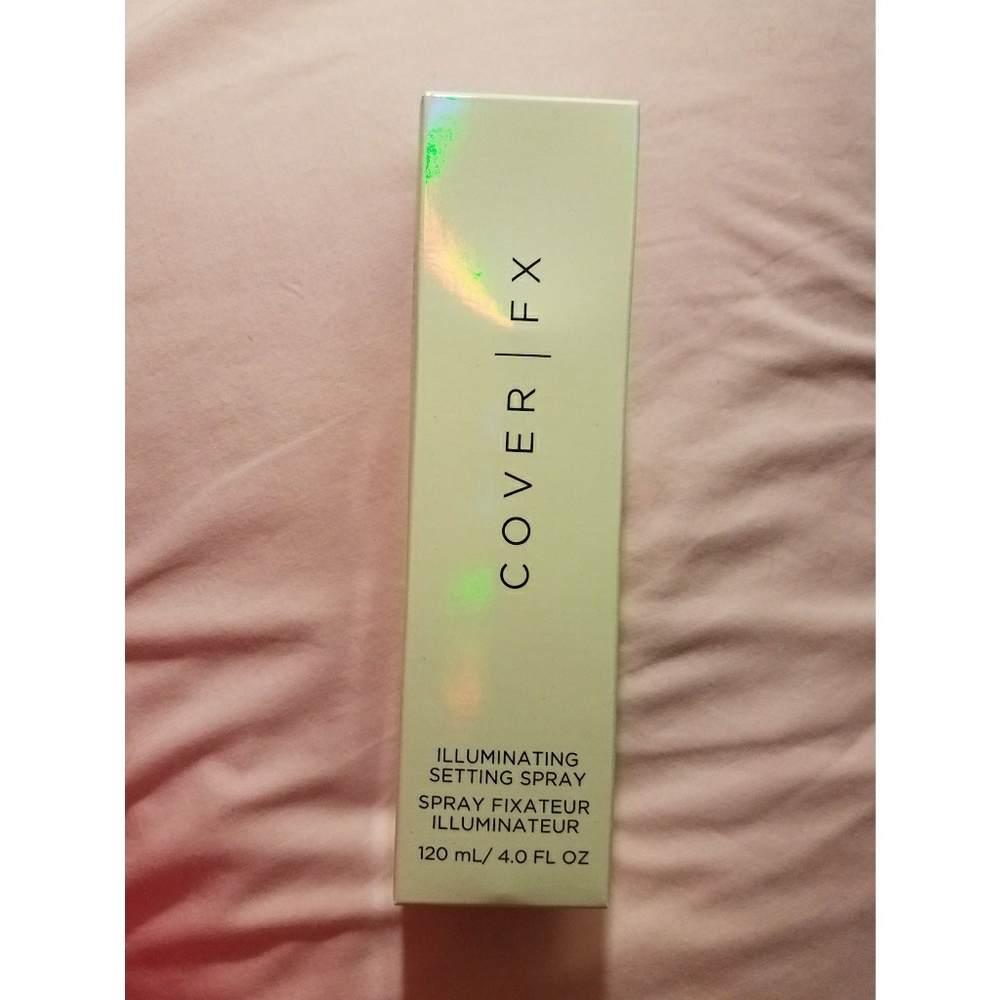 COVER | FX
ILLUMINATING
SETTING SPRAY
SPRAY FIXATEUR
ILLUMINATEUR
120 mL/ 4.0 FL OZ